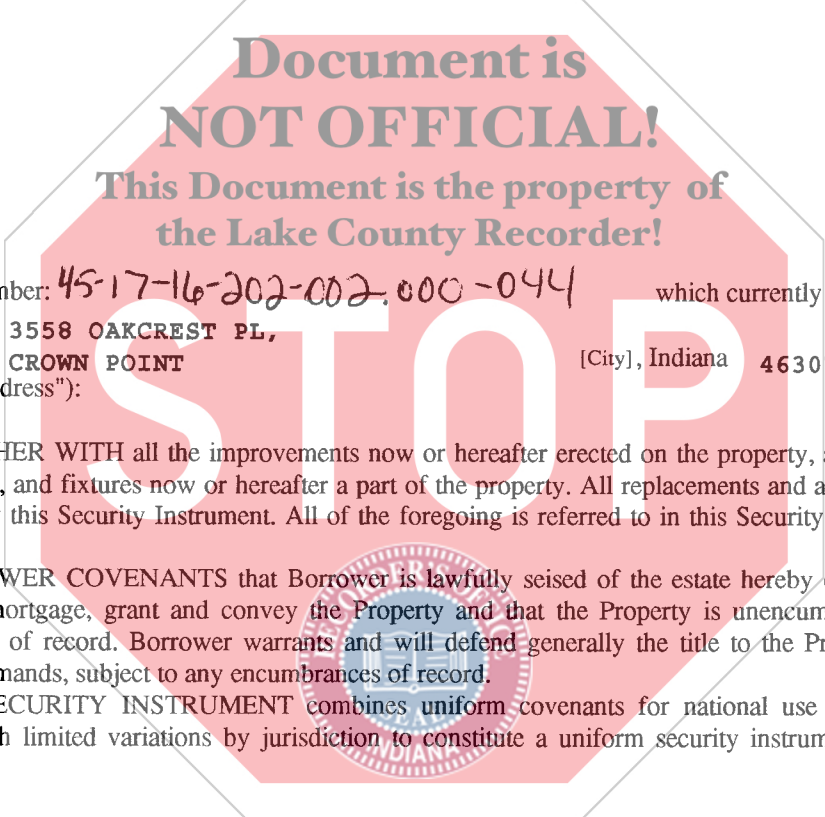 Document is
NOT OFFICIAL!
This Document is the property of
the Lake County Recorder!
nber: 45-17-16-202-002.000-044 which currently
3558 OAKCREST PL,
CROWN POINT [City], Indiana 4630
dress"):
STOP
HER WITH all the improvements now or hereafter erected on the property,
, and fixtures now or hereafter a part of the property. All replacements and a
this Security Instrument. All of the foregoing is referred to in this Security
WER COVENANTS that Borrower is lawfully seised of the estate hereby
nortgage, grant and convey the Property and that the Property is unencum
of record. Borrower warrants and will defend generally the title to the Pr
mands, subject to any encumbrances of record.
ECURITY INSTRUMENT combines uniform covenants for national use
h limited variations by jurisdiction to constitute a uniform security instrum
RECORDER'S
SEAL
INDIANA